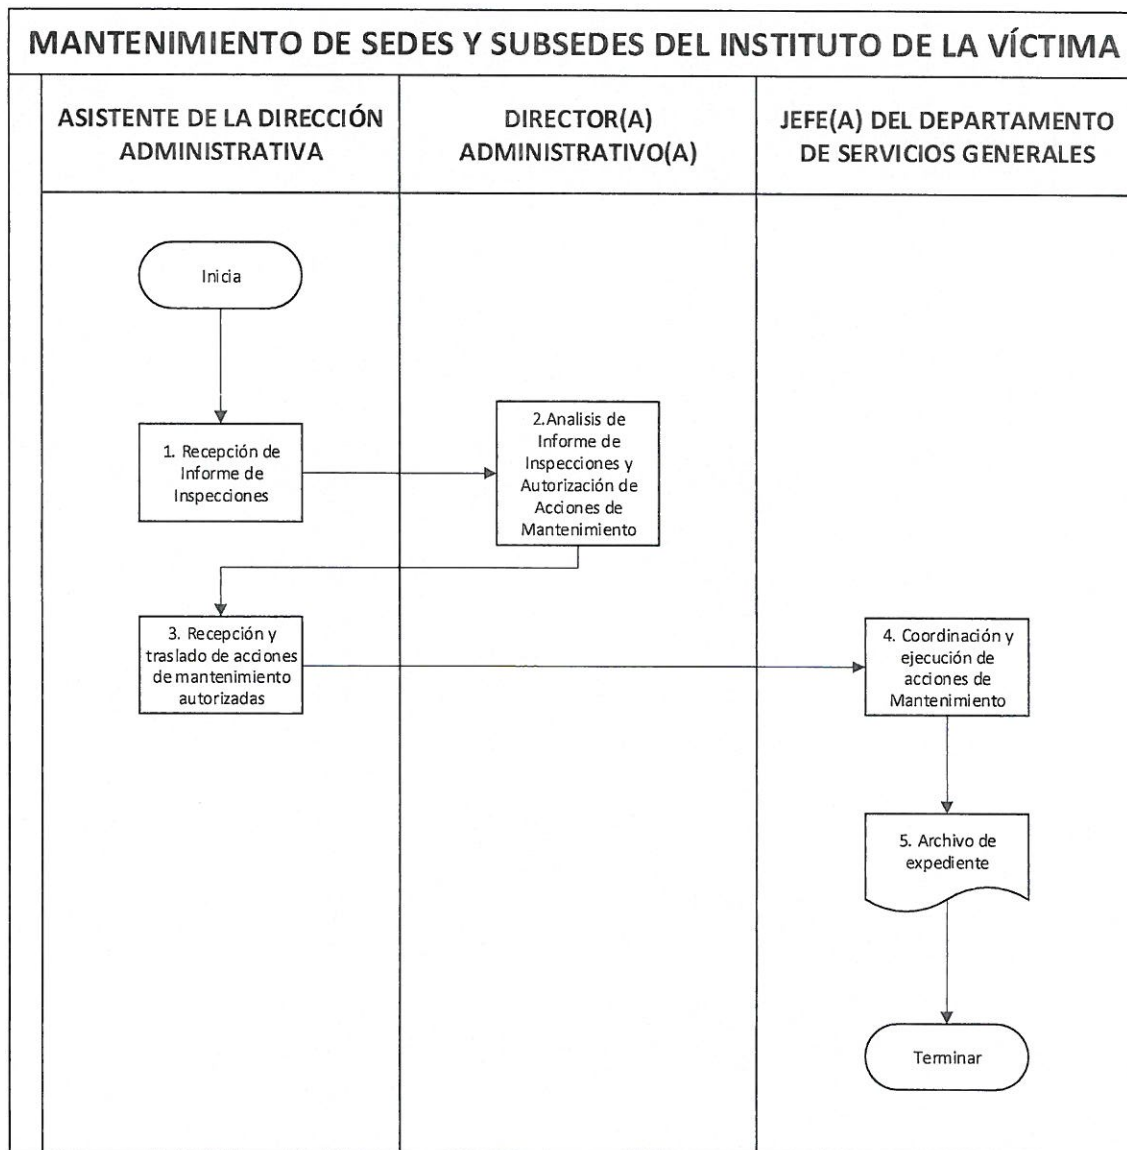 MANTENIMIENTO DE SEDES Y SUBSEDES DEL INSTITUTO DE LA VÍCTIMA
ASISTENTE DE LA DIRECCIÓN
ADMINISTRATIVA
DIRECTOR(A)
ADMINISTRATIVO(A)
JEFE(A) DEL DEPARTAMENTO
DE SERVICIOS GENERALES
Inicia
1. Recepción de
Informe de
Inspecciones
2.Analisis de
Informe de
Inspecciones y
Autorización de
Acciones de
Mantenimiento
3. Recepción y
traslado de acciones
de mantenimiento
autorizadas
4. Coordinación y
ejecución de
acciones de
Mantenimiento
5. Archivo de
expediente
Terminar